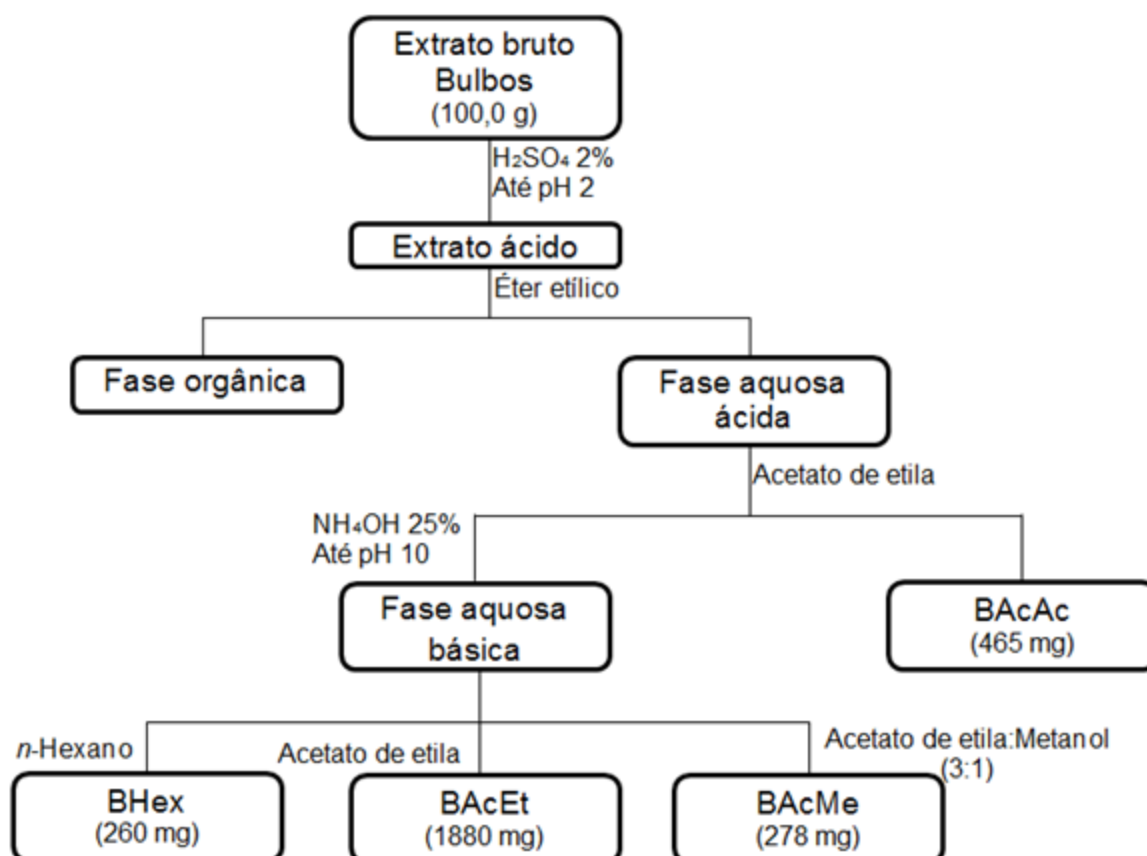 Extrato bruto
Bulbos
(100,0 g)
H₂SO₄ 2%
Até pH 2
Extrato ácido
Éter etílico
Fase orgânica
Fase aquosa
ácida
Acetato de etila
NH₄OH 25%
Até pH 10
Fase aquosa
básica
BAcAc
(465 mg)
n-Hexano
Acetato de etila
Acetato de etila:Metanol
(3:1)
BHex
(260 mg)
BAcEt
(1880 mg)
BAcMe
(278 mg)